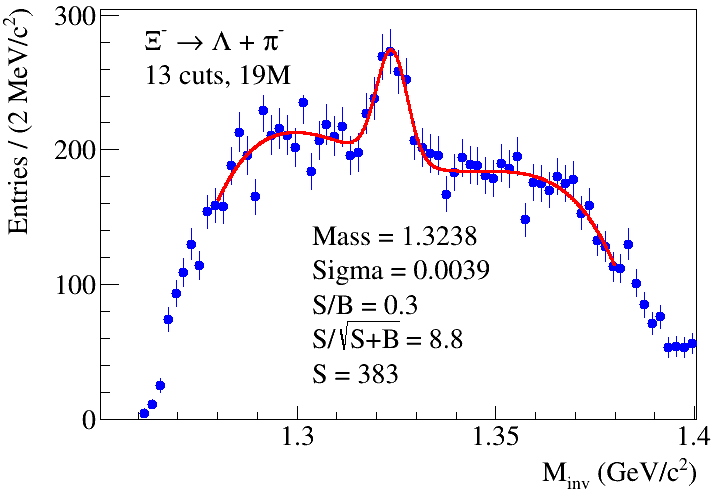 Entries / (2 MeV/c²)
300
200
100
0
Ξ⁻ → Λ + π⁻
13 cuts, 19M
Mass = 1.3238
Sigma = 0.0039
S/B = 0.3
S/√S+B = 8.8
S = 383
1.3 1.35 1.4
M_inv (GeV/c²)